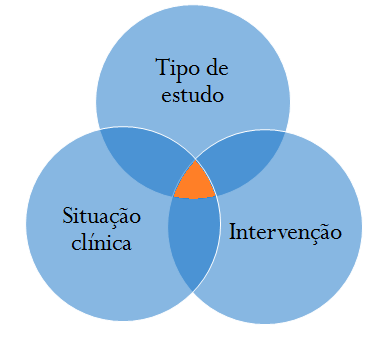 Tipo de
estudo
Situação
clínica
Intervenção